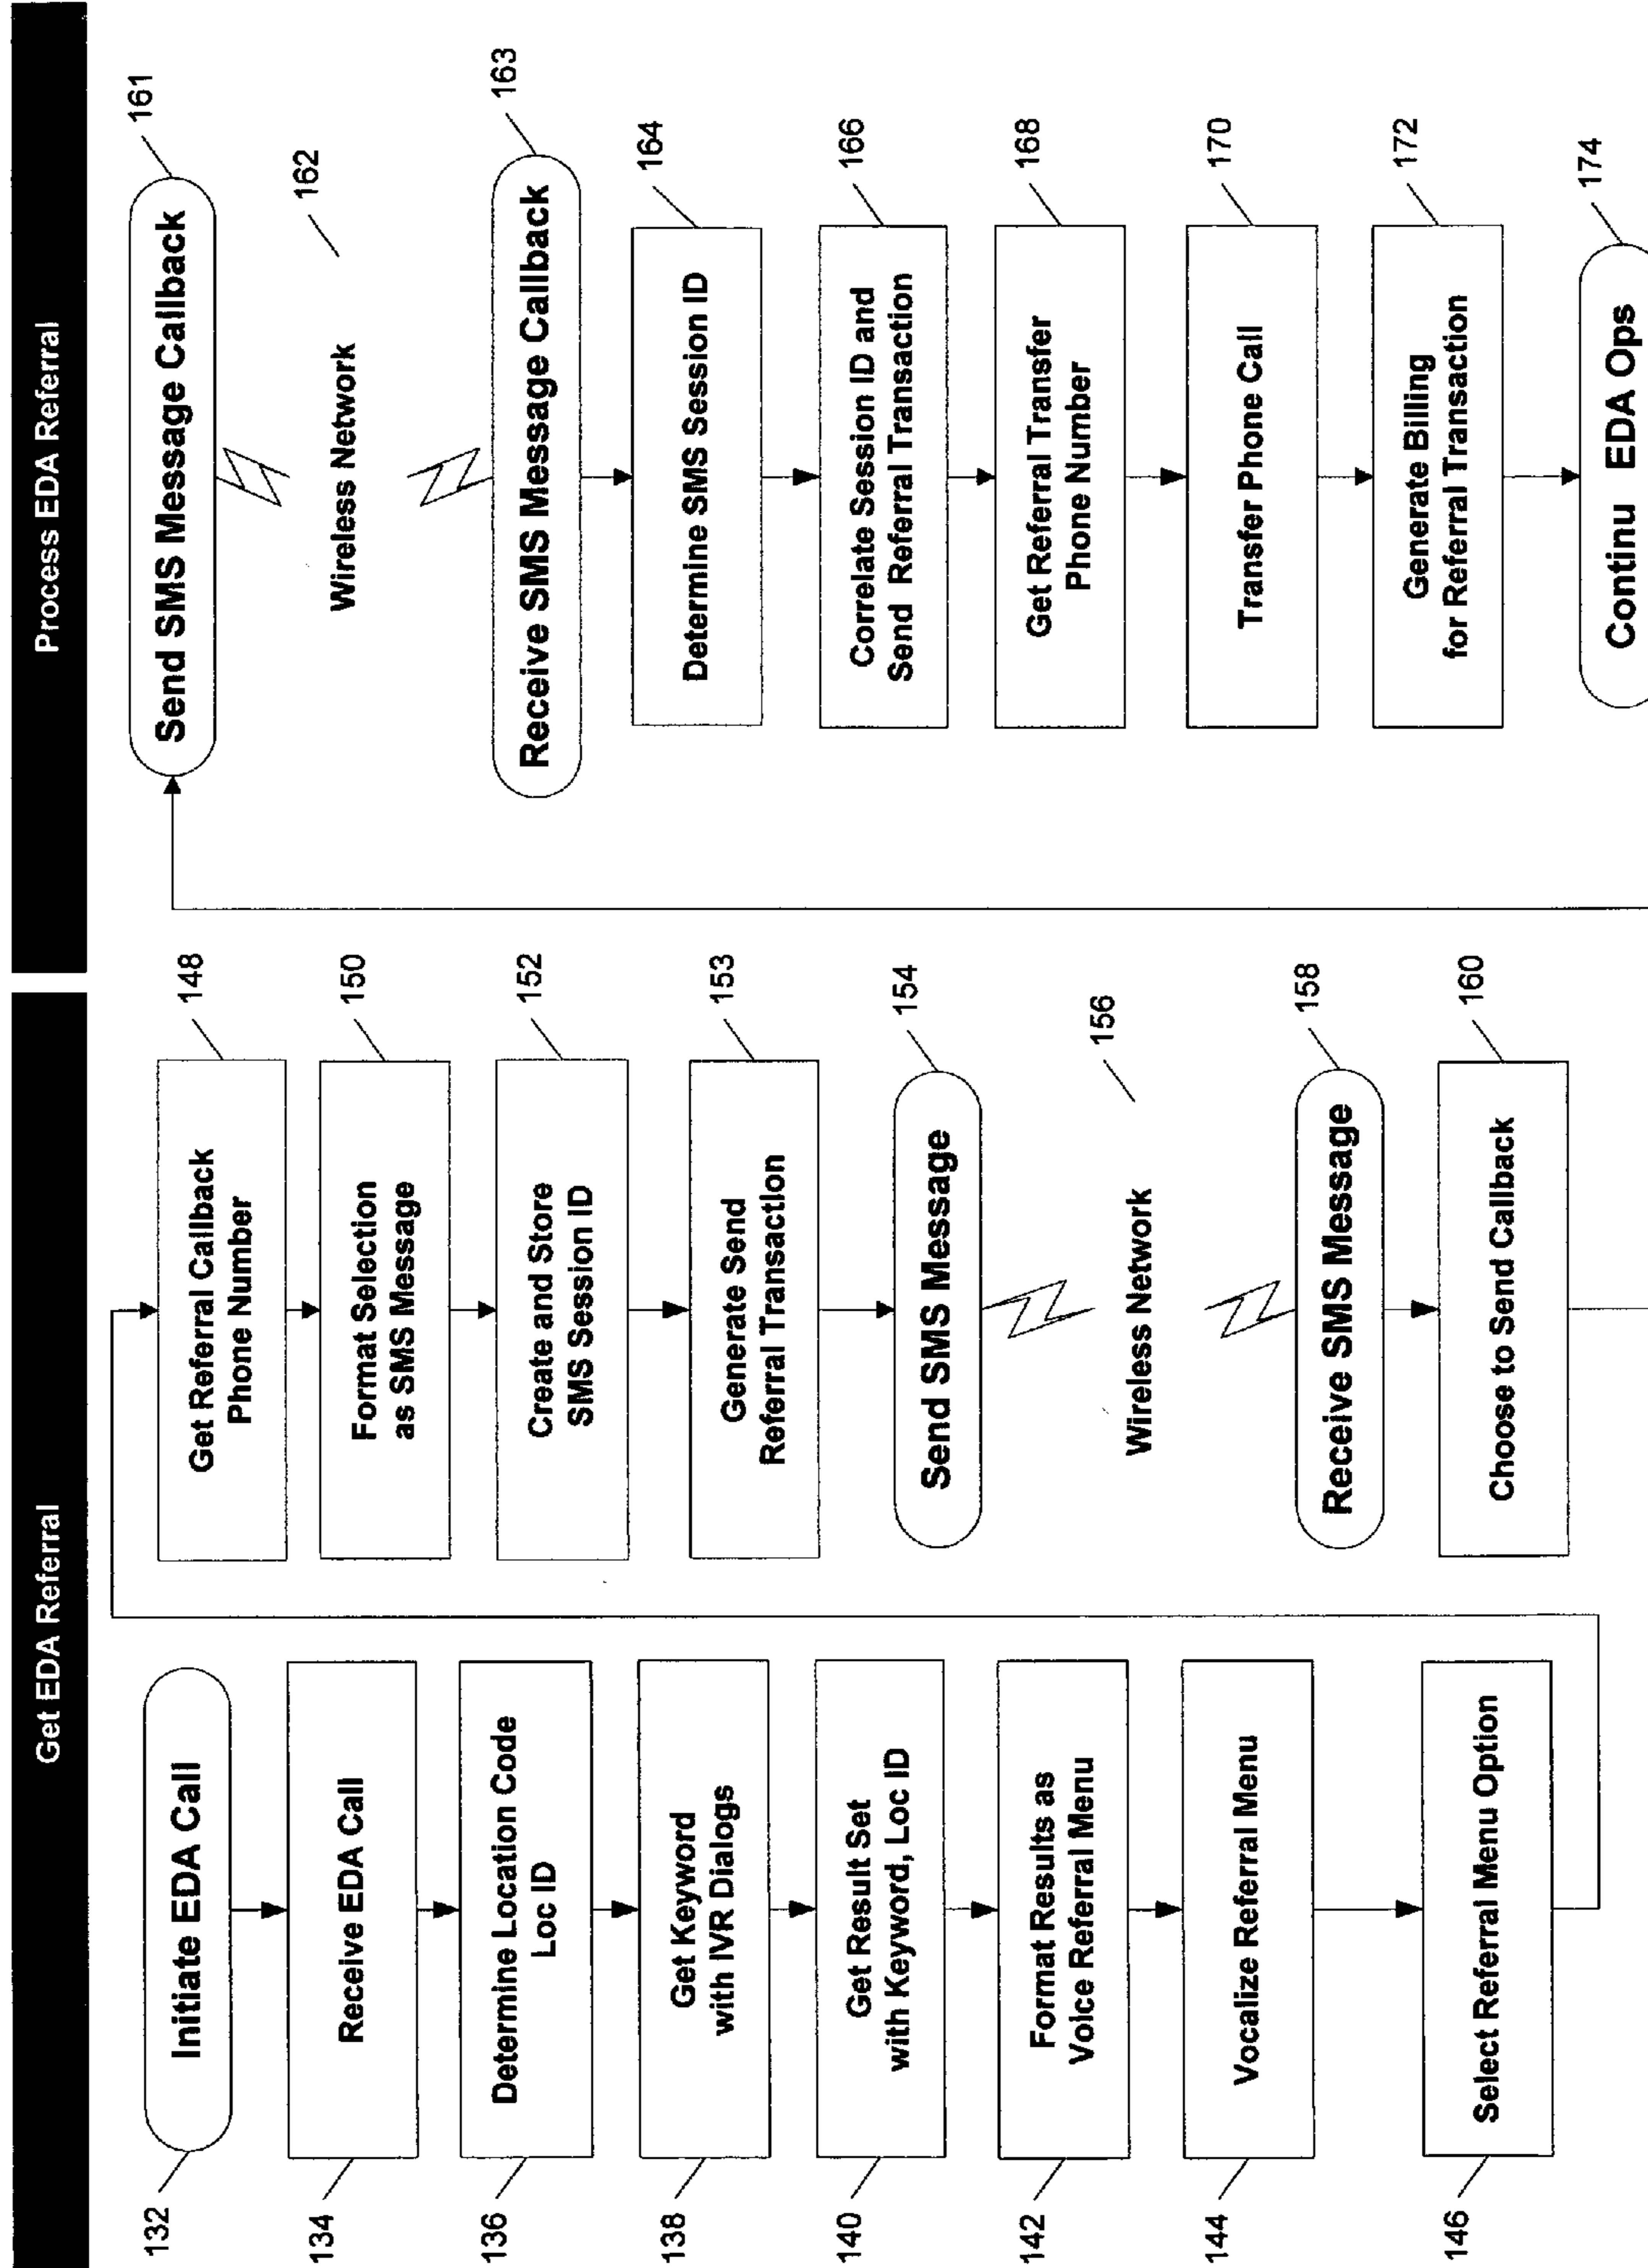 Get EDA Referral
Initiate EDA Call
132
Receive EDA Call
134
Determine Location Code
Loc ID
136
Get Keyword
with IVR Dialogs
138
Get Result Set
with Keyword, Loc ID
140
Format Results as
Voice Referral Menu
142
Vocalize Referral Menu
144
Select Referral Menu Option
146
Get Referral Callback
Phone Number
148
Format Selection
as SMS Message
150
Create and Store
SMS Session ID
152
Generate Send
Referral Transaction
153
Send SMS Message
154
Wireless Network
156
Receive SMS Message
158
Choose to Send Callback
160
Process EDA Referral
Send SMS Message Callback
161
Wireless Network
162
Receive SMS Message Callback
163
Determine SMS Session ID
164
Correlate Session ID and
Send Referral Transaction
166
Get Referral Transfer
Phone Number
168
Transfer Phone Call
170
Generate Billing
for Referral Transaction
172
Continu EDA Ops
174